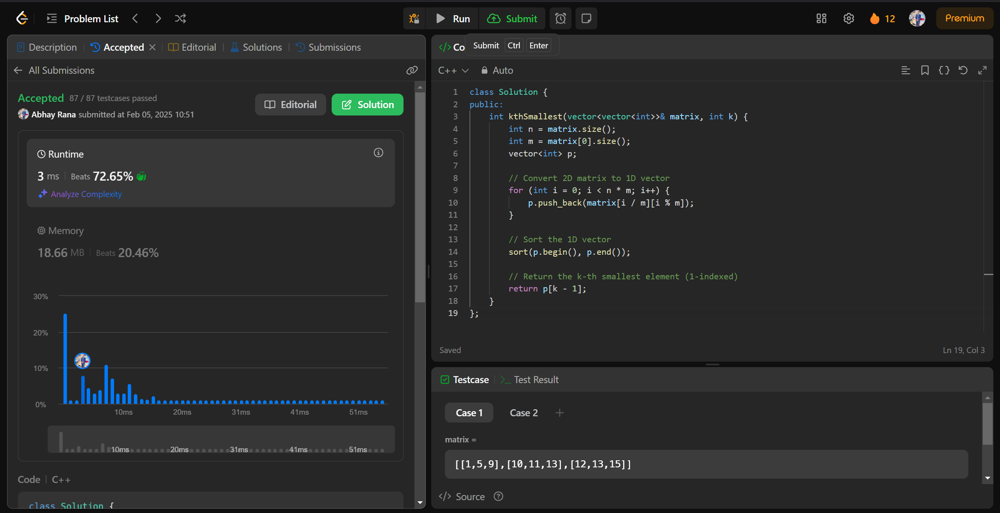 Problem List
Run
Submit
12
Premium
Description
Accepted
Editorial
Solutions
Submissions
All Submissions
Accepted 87 / 87 testcases passed
Abhay Rana submitted at Feb 05, 2025 10:51
Editorial
Solution
Runtime
3 ms Beats 72.65%
Analyze Complexity
Memory
18.66 MB Beats 20.46%
30%
20%
10%
0%
10ms 20ms 31ms 41ms 51ms
10ms 20ms 31ms 41ms 51ms
Code C++
class Solution {
</> Co
Submit Ctrl Enter
C++ Auto
1 class Solution {
2 public:
3 int kthSmallest(vector<vector<int>>& matrix, int k) {
4 int n = matrix.size();
5 int m = matrix[0].size();
6 vector<int> p;
7
8 // Convert 2D matrix to 1D vector
9 for (int i = 0; i < n * m; i++) {
10 p.push_back(matrix[i / m][i % m]);
11 }
12
13 // Sort the 1D vector
14 sort(p.begin(), p.end());
15
16 // Return the k-th smallest element (1-indexed)
17 return p[k - 1];
18 }
19 };
Saved
Ln 19, Col 3
Testcase
Test Result
Case 1
Case 2
matrix =
[[1,5,9],[10,11,13],[12,13,15]]
</> Source